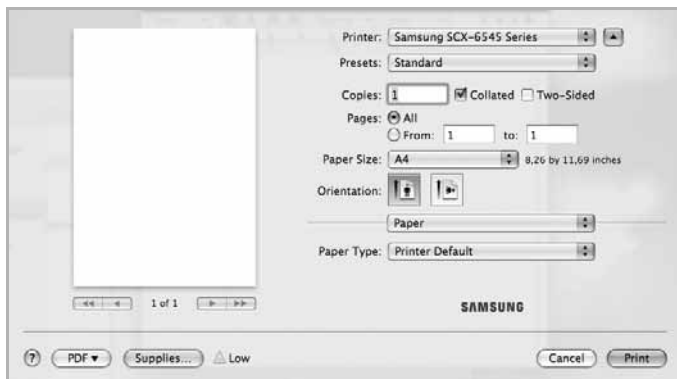 Printer: Samsung SCX-6545 Series
Presets: Standard
Copies: 1 Collated Two-Sided
Pages: All
From: 1 to: 1
Paper Size: A4 8,26 by 11,69 inches
Orientation:
Paper
Paper Type: Printer Default
1 of 1
SAMSUNG
? PDF Supplies... Low Cancel Print